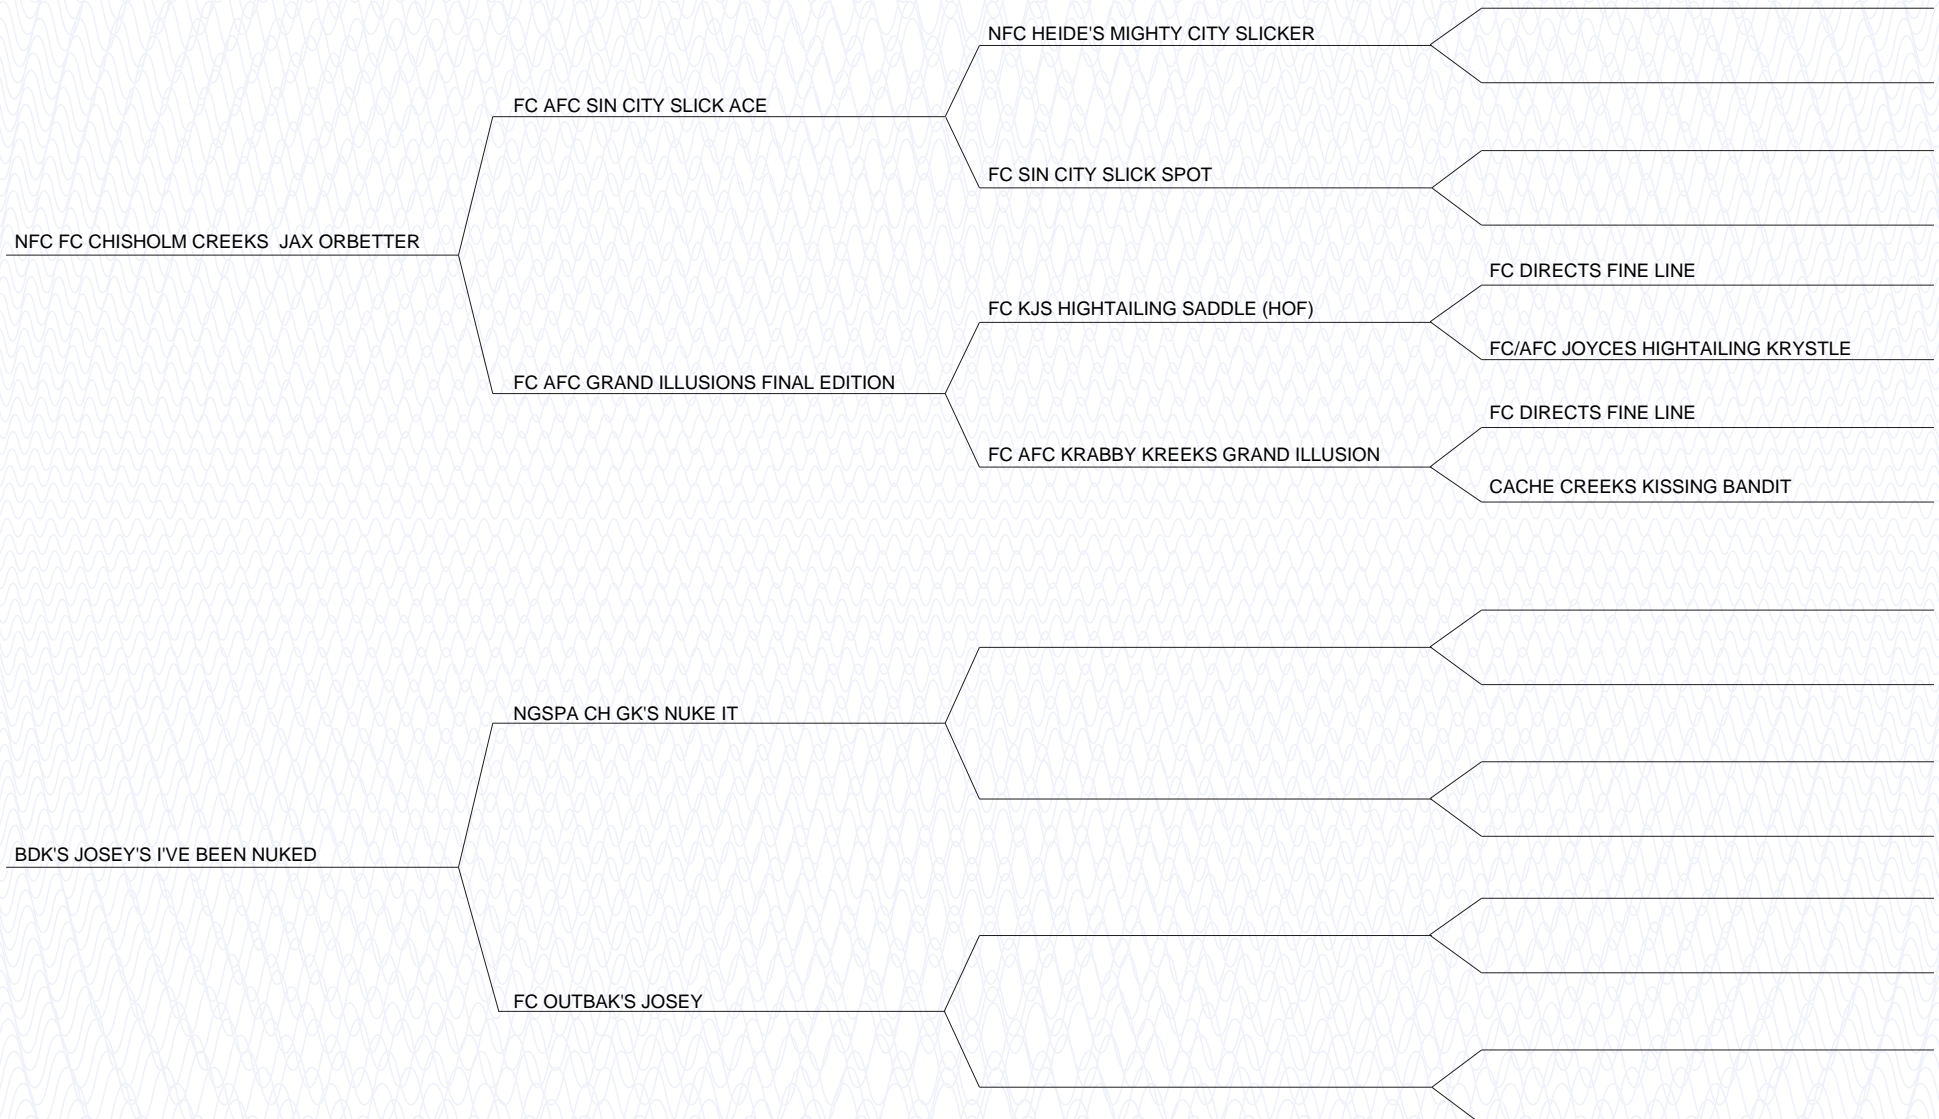 NFC HEIDE'S MIGHTY CITY SLICKER
FC AFC SIN CITY SLICK ACE
FC SIN CITY SLICK SPOT
NFC FC CHISHOLM CREEKS  JAX ORBETTER
FC DIRECTS FINE LINE
FC KJS HIGHTAILING SADDLE (HOF)
FC/AFC JOYCES HIGHTAILING KRYSTLE
FC AFC GRAND ILLUSIONS FINAL EDITION
FC DIRECTS FINE LINE
FC AFC KRABBY KREEKS GRAND ILLUSION
CACHE CREEKS KISSING BANDIT
NGSPA CH GK'S NUKE IT
BDK'S JOSEY'S I'VE BEEN NUKED
FC OUTBAK'S JOSEY